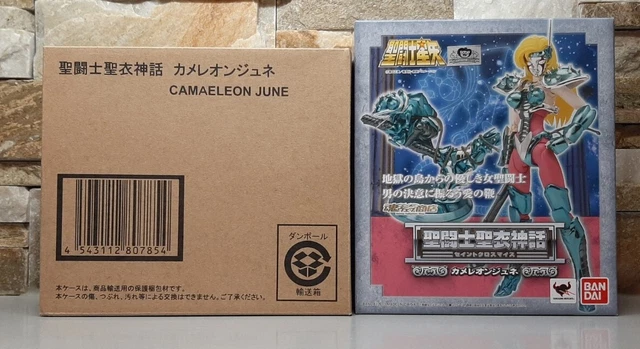 聖闘士聖衣神話 カメレオンジュネ
CAMAELEON JUNE
4 543112 807854
ダンボール
輸送箱
本ケースは、商品輸送用の保護梱包材です。
本ケースの傷、つぶれ、汚れ等による交換はできません。ご了承ください。
聖闘士星矢
地獄の島からの優しき女聖闘士
男の決意に振るう愛の鞭
聖闘士聖衣神話
セイントクロスマイス
カメレオンジュネ
BAN
DAI